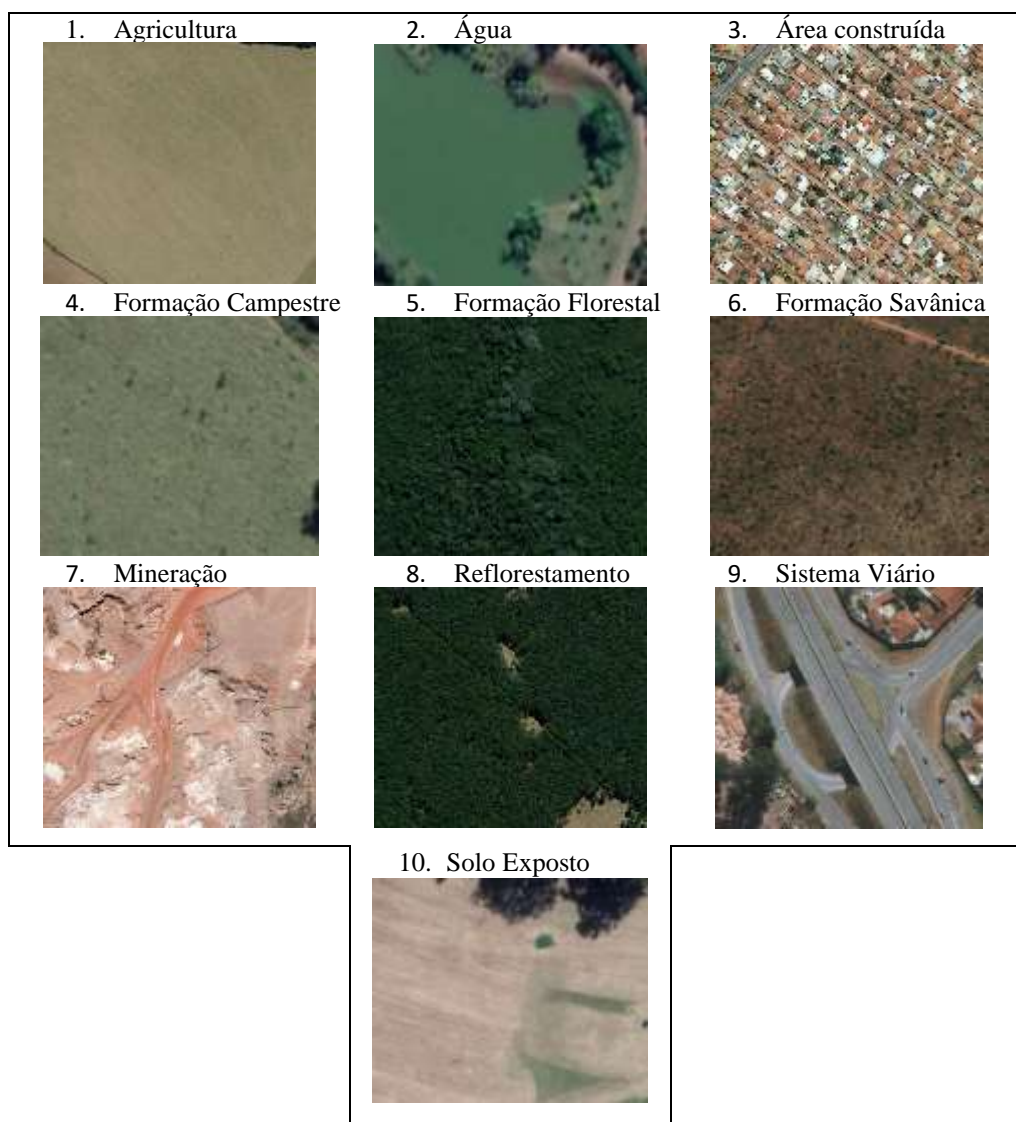 1. Agricultura
2. Água
3. Área construída
4. Formação Campestre
5. Formação Florestal
6. Formação Savânica
7. Mineração
8. Reflorestamento
9. Sistema Viário
10. Solo Exposto